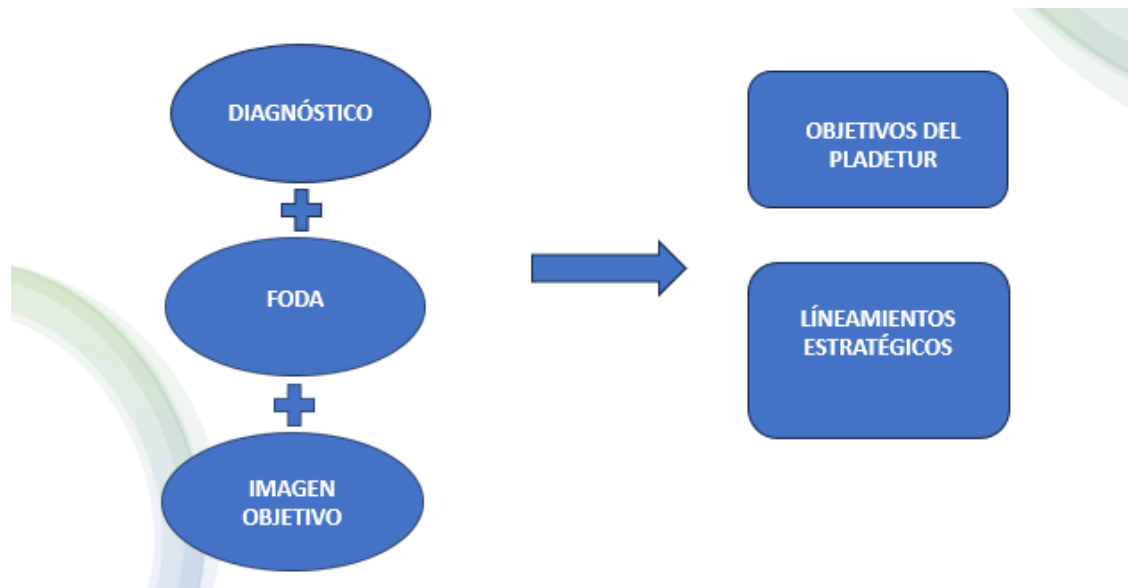 DIAGNÓSTICO
FODA
IMAGEN
OBJETIVO
OBJETIVOS DEL
PLADETUR
LÍNEAMIENTOS
ESTRATÉGICOS